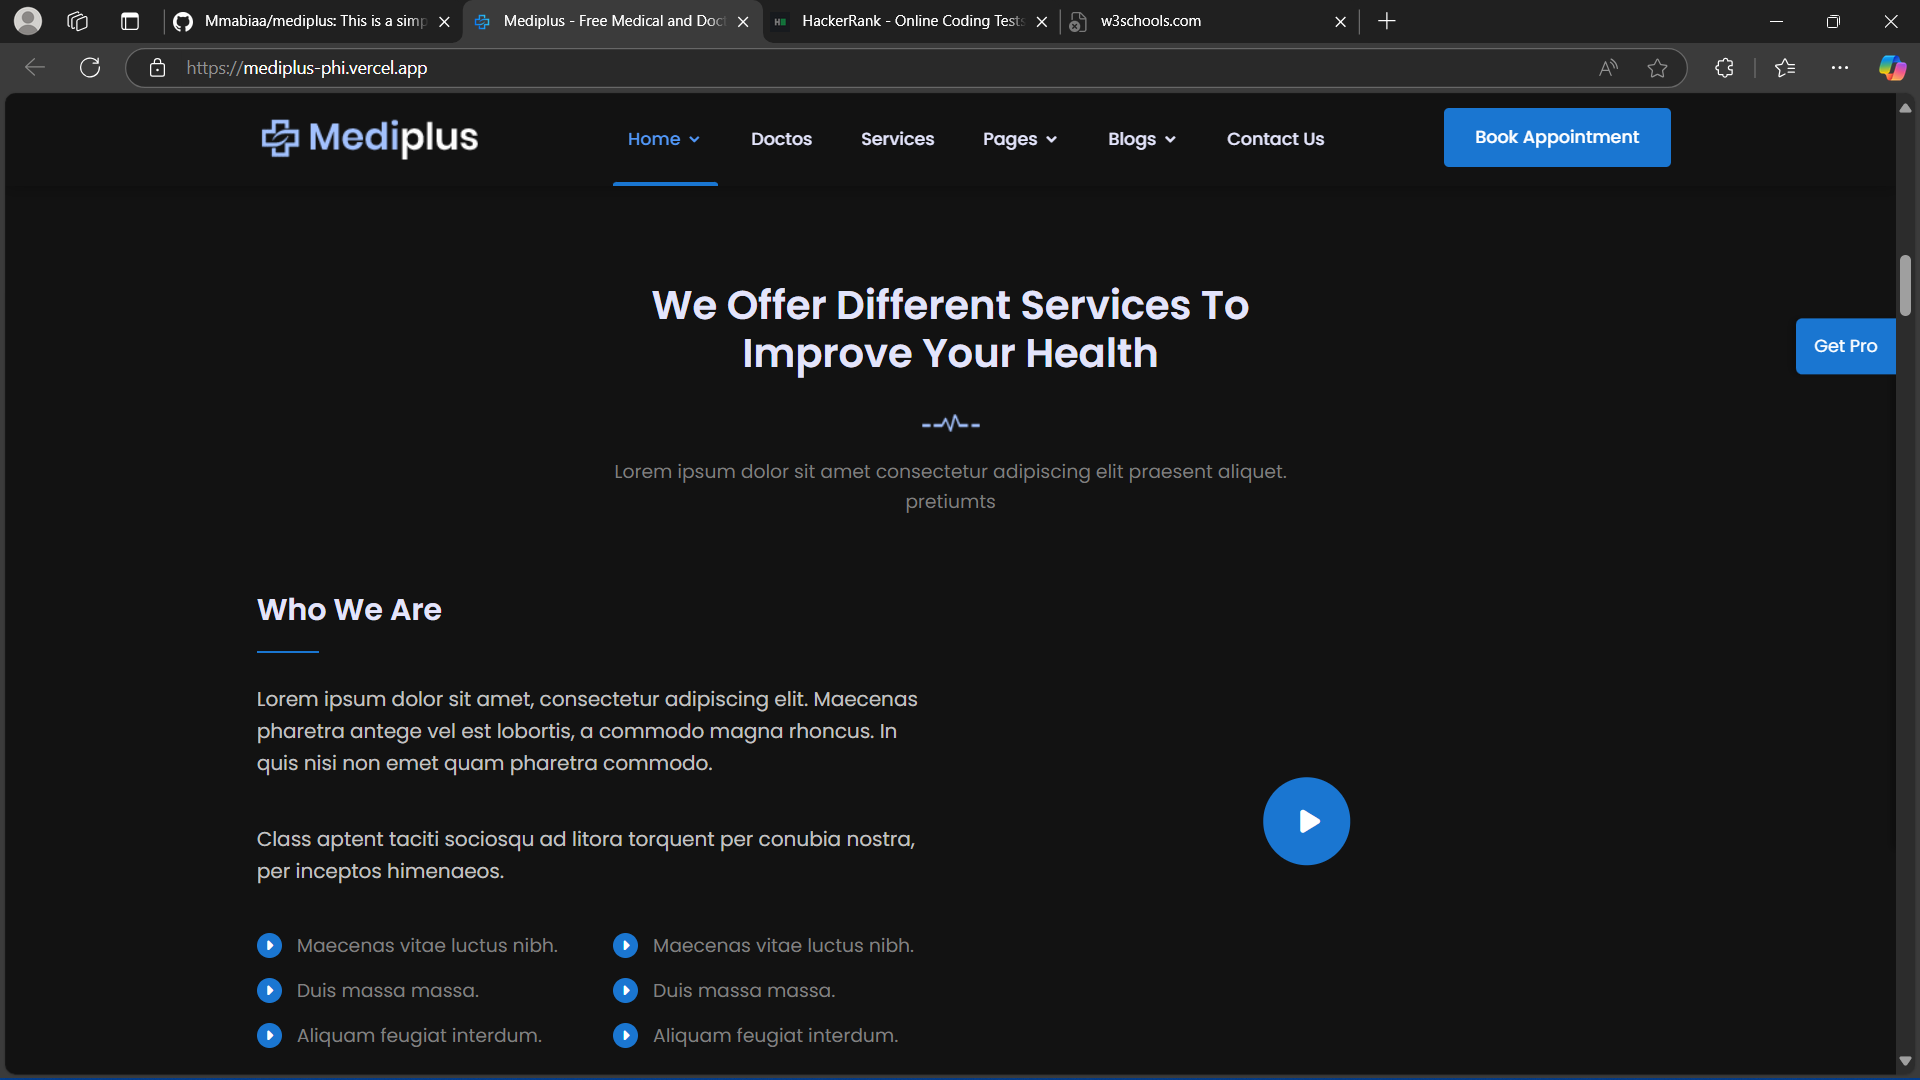 Mmabiaa/mediplus: This is a simp
Mediplus - Free Medical and Doct
HackerRank - Online Coding Tests
w3schools.com
https://mediplus-phi.vercel.app
Mediplus
Home
Doctos
Services
Pages
Blogs
Contact Us
Book Appointment
We Offer Different Services To
Improve Your Health
Get Pro
Lorem ipsum dolor sit amet consectetur adipiscing elit praesent aliquet.
pretiumts
Who We Are
Lorem ipsum dolor sit amet, consectetur adipiscing elit. Maecenas
pharetra antege vel est lobortis, a commodo magna rhoncus. In
quis nisi non emet quam pharetra commodo.
Class aptent taciti sociosqu ad litora torquent per conubia nostra,
per inceptos himenaeos.
Maecenas vitae luctus nibh.
Maecenas vitae luctus nibh.
Duis massa massa.
Duis massa massa.
Aliquam feugiat interdum.
Aliquam feugiat interdum.